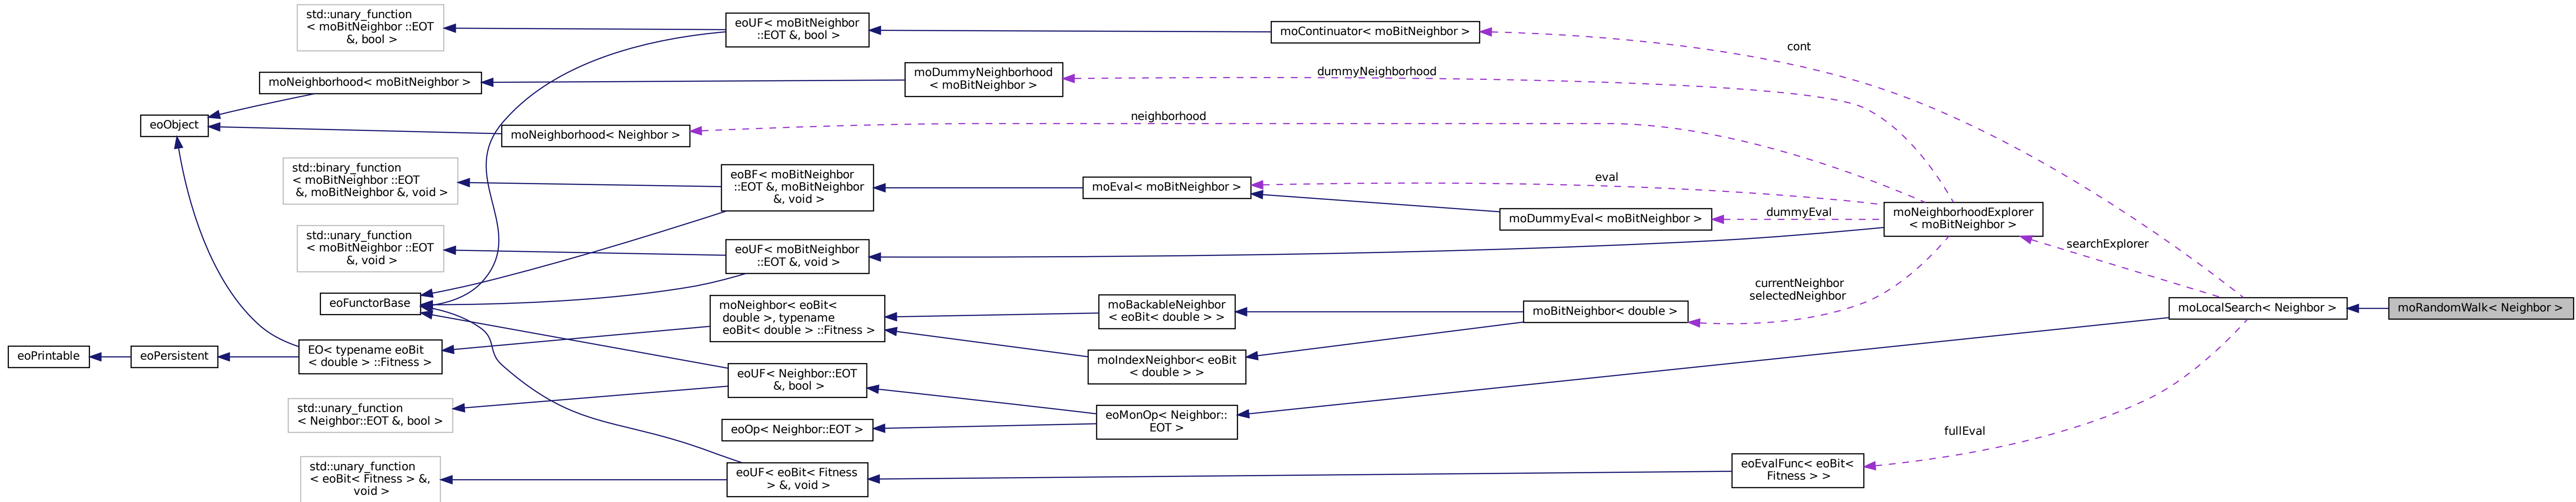 std::unary_function
< moBitNeighbor ::EOT
&, bool >
eoUF< moBitNeighbor
::EOT &, bool >
moContinuator< moBitNeighbor >
cont
moNeighborhood< moBitNeighbor >
moDummyNeighborhood
< moBitNeighbor >
dummyNeighborhood
eoObject
moNeighborhood< Neighbor >
neighborhood
std::binary_function
< moBitNeighbor ::EOT
&, moBitNeighbor &, void >
eoBF< moBitNeighbor
::EOT &, moBitNeighbor
&, void >
moEval< moBitNeighbor >
eval
moDummyEval< moBitNeighbor >
dummyEval
moNeighborhoodExplorer
< moBitNeighbor >
std::unary_function
< moBitNeighbor ::EOT
&, void >
eoUF< moBitNeighbor
::EOT &, void >
searchExplorer
eoFunctorBase
moNeighbor< eoBit<
double >, typename
eoBit< double > ::Fitness >
moBackableNeighbor
< eoBit< double > >
moBitNeighbor< double >
currentNeighbor
selectedNeighbor
moLocalSearch< Neighbor >
moRandomWalk< Neighbor >
eoPrintable
eoPersistent
EO< typename eoBit
< double > ::Fitness >
moIndexNeighbor< eoBit
< double > >
eoUF< Neighbor::EOT
&, bool >
std::unary_function
< Neighbor::EOT &, bool >
eoOp< Neighbor::EOT >
eoMonOp< Neighbor::
EOT >
fullEval
std::unary_function
< eoBit< Fitness > &,
void >
eoUF< eoBit< Fitness
> &, void >
eoEvalFunc< eoBit<
Fitness > >